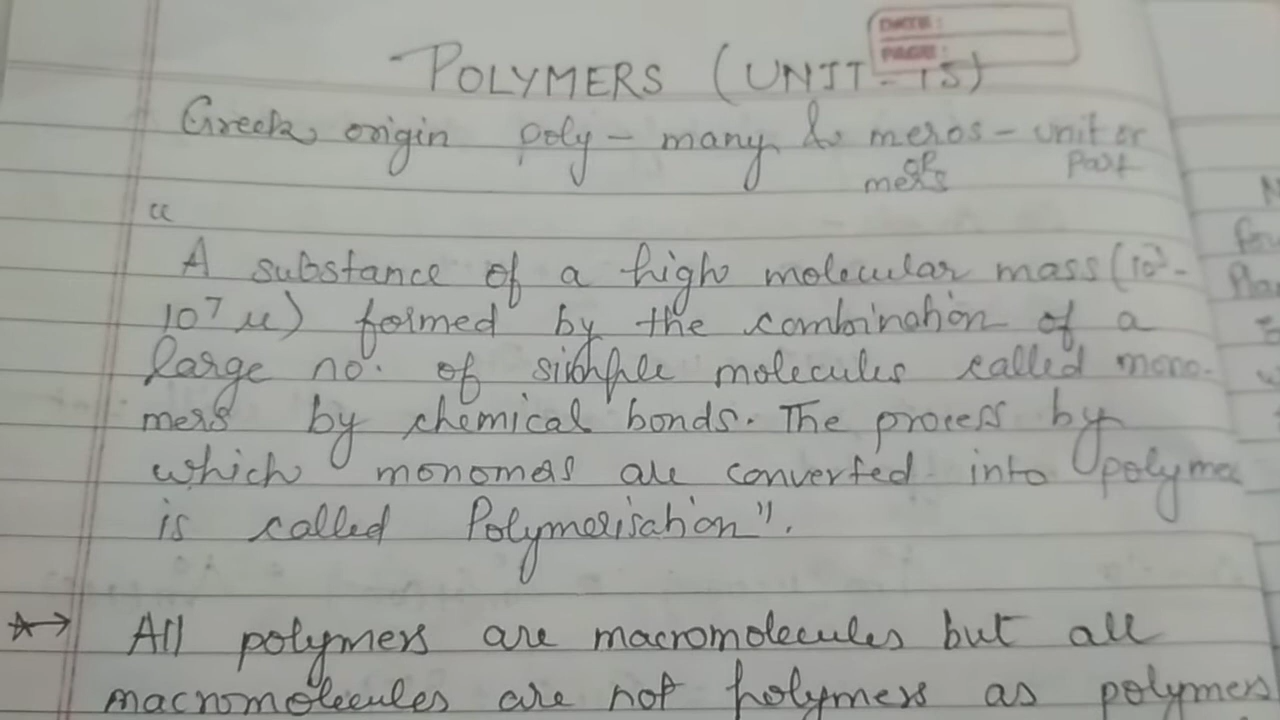 DATE:
PAGE:
POLYMERS (UNIT-15)
Greek origin poly - many & meros - unit or
or part
mers
"
A substance of a high molecular mass (10³-
10⁷ u) formed by the combination of a
large no. of simple molecules called mono-
mers by chemical bonds. The process by
which monomers are converted into polymer
is called Polymerisation".
All polymers are macromolecules but all
macromolecules are not polymers as polymers